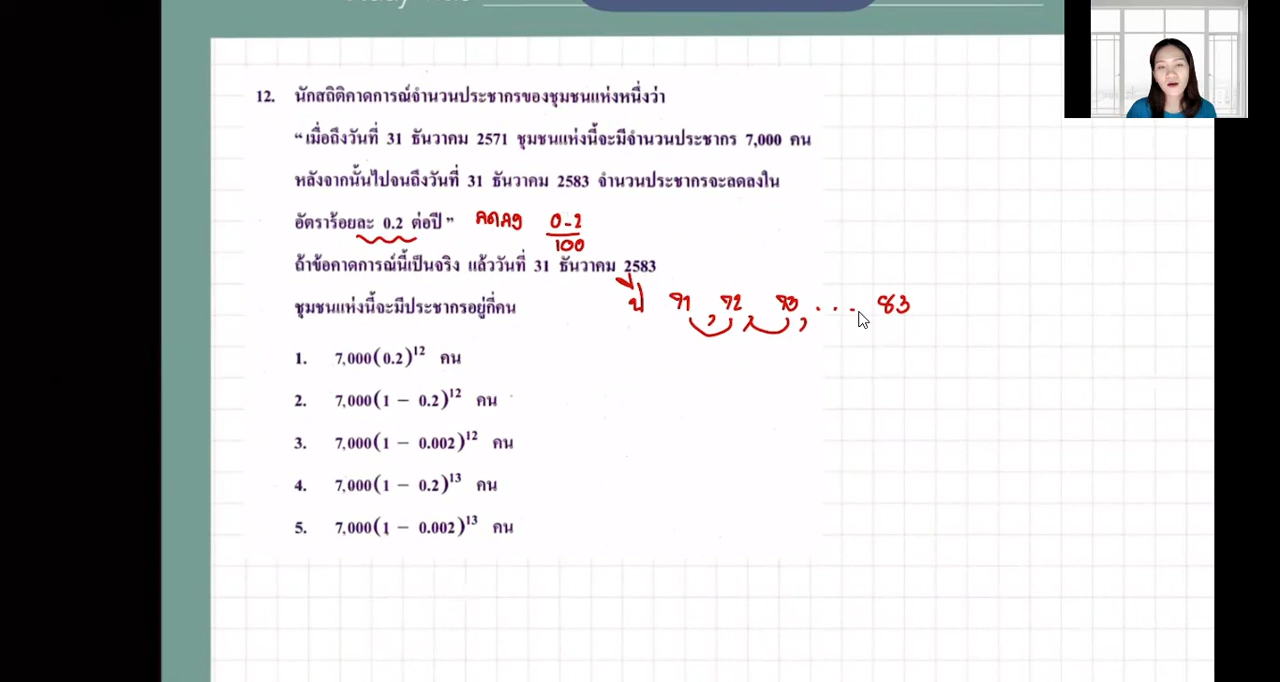 12. นักสถิติคาดการณ์จำนวนประชากรของชุมชนแห่งหนึ่งว่า
“เมื่อถึงวันที่ 31 ธันวาคม 2571 ชุมชนแห่งนี้จะมีจำนวนประชากร 7,000 คน
หลังจากนั้นไปจนถึงวันที่ 31 ธันวาคม 2583 จำนวนประชากรจะลดลงใน
อัตราร้อยละ 0.2 ต่อปี” ลดลง 0.2/100
ถ้าข้อคาดการณ์นี้เป็นจริง แล้ววันที่ 31 ธันวาคม 2583
ชุมชนแห่งนี้จะมีประชากรอยู่กี่คน ปี 71, 72, 73, ... 83
1. 7,000(0.2)^12 คน
2. 7,000(1 − 0.2)^12 คน
3. 7,000(1 − 0.002)^12 คน
4. 7,000(1 − 0.2)^13 คน
5. 7,000(1 − 0.002)^13 คน